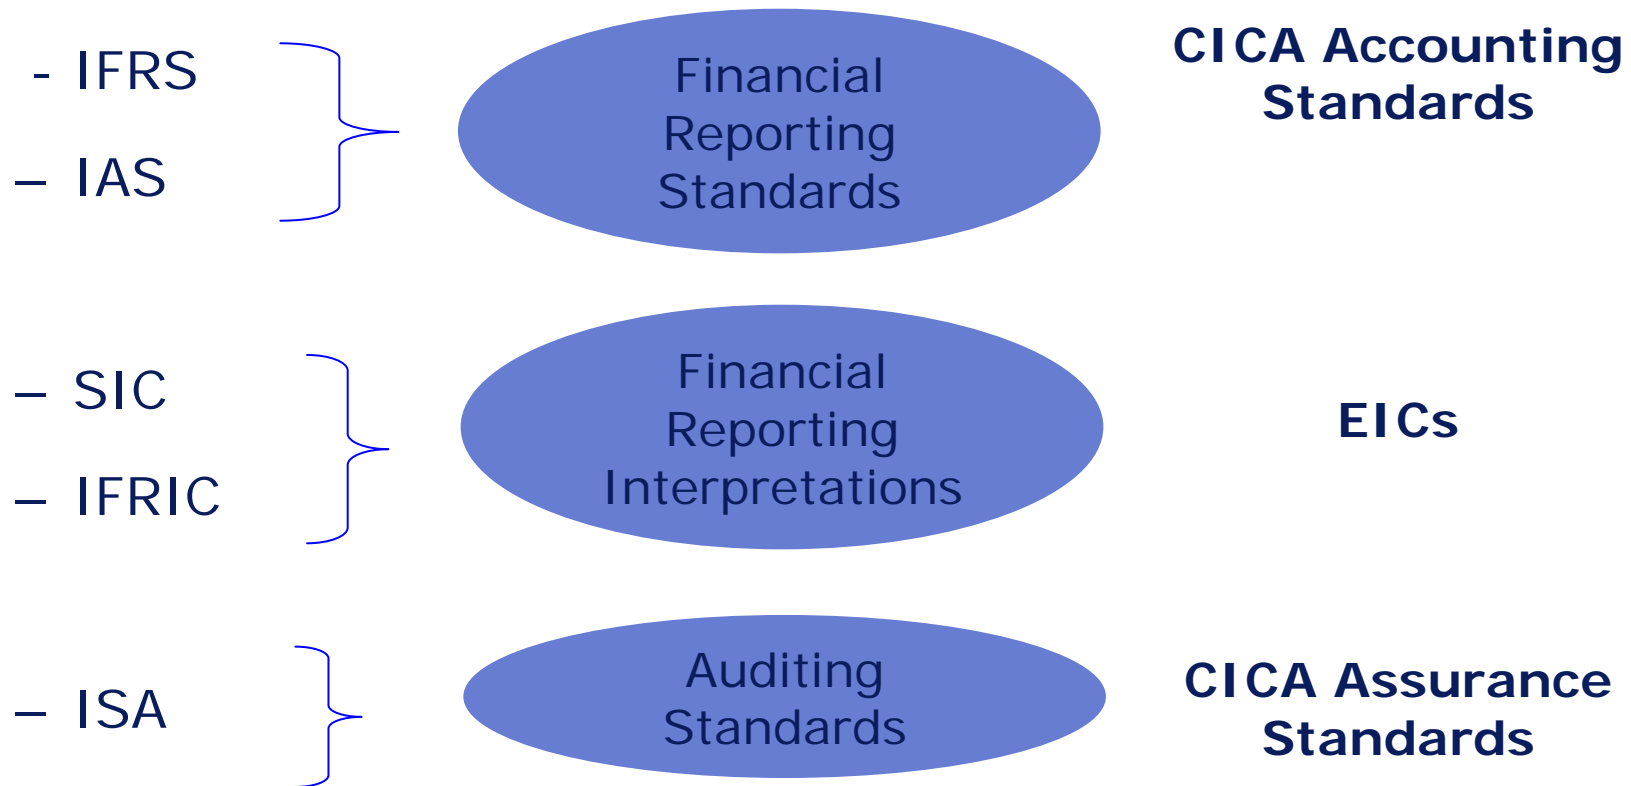 - IFRS
– IAS
Financial
Reporting
Standards
CICA Accounting
Standards
– SIC
– IFRIC
Financial
Reporting
Interpretations
EICs
– ISA
Auditing
Standards
CICA Assurance
Standards